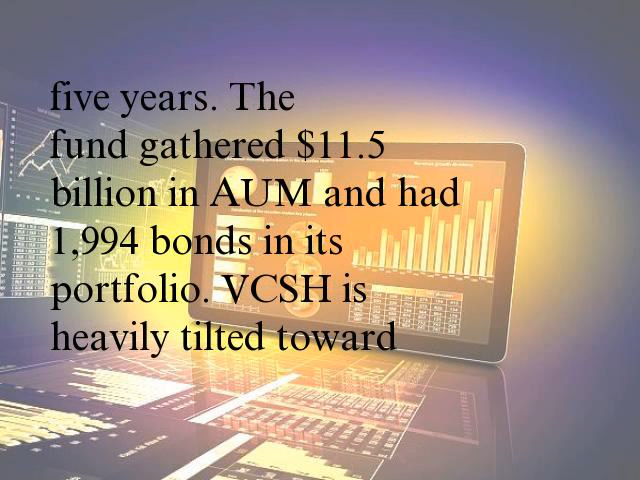 five years. The
fund gathered $11.5
billion in AUM and had
1,994 bonds in its
portfolio. VCSH is
heavily tilted toward